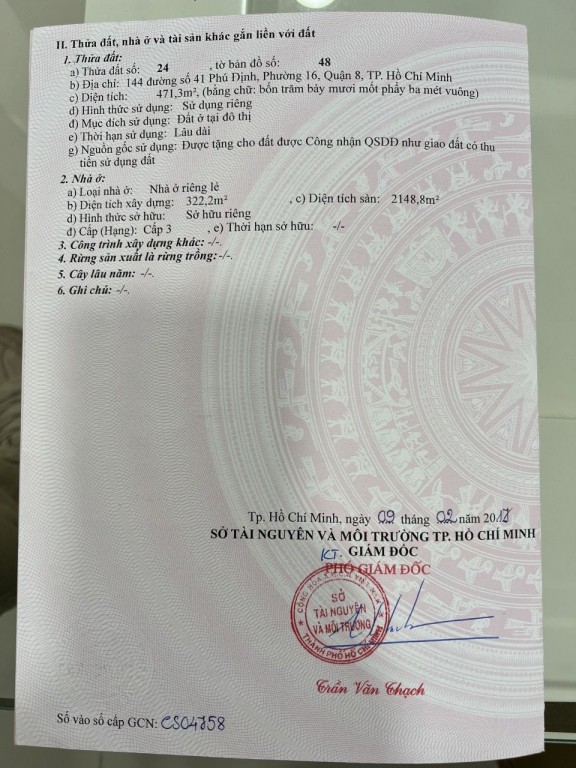 II. Thửa đất, nhà ở và tài sản khác gắn liền với đất
1. Thửa đất:
a) Thửa đất số: 24 , tờ bản đồ số: 48
b) Địa chỉ: 144 đường số 41 Phú Định, Phường 16, Quận 8, TP. Hồ Chí Minh
c) Diện tích: 471,3m², (bằng chữ: bốn trăm bảy mươi mốt phẩy ba mét vuông)
d) Hình thức sử dụng: Sử dụng riêng
đ) Mục đích sử dụng: Đất ở tại đô thị
e) Thời hạn sử dụng: Lâu dài
g) Nguồn gốc sử dụng: Được tặng cho đất được Công nhận QSDĐ như giao đất có thu
tiền sử dụng đất
2. Nhà ở:
a) Loại nhà ở: Nhà ở riêng lẻ
b) Diện tích xây dựng: 322,2m² , c) Diện tích sàn: 2148,8m²
d) Hình thức sở hữu: Sở hữu riêng
đ) Cấp (Hạng): Cấp 3 , e) Thời hạn sở hữu: -/-
3. Công trình xây dựng khác: -/-.
4. Rừng sản xuất là rừng trồng: -/-.
5. Cây lâu năm: -/-.
6. Ghi chú: -/-.
Tp. Hồ Chí Minh, ngày 09 tháng 02 năm 2017
SỞ TÀI NGUYÊN VÀ MÔI TRƯỜNG TP. HỒ CHÍ MINH
KT. GIÁM ĐỐC
PHÓ GIÁM ĐỐC
SỞ
TÀI NGUYÊN
VÀ MÔI TRƯỜNG
THÀNH PHỐ HỒ CHÍ MINH
Trần Văn Thạch
Số vào sổ cấp GCN: CS04758